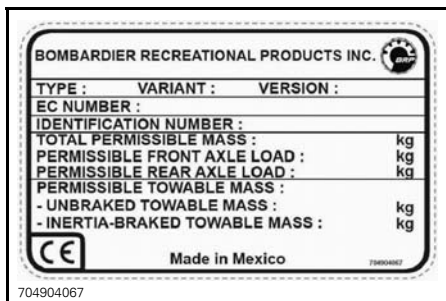 BOMBARDIER RECREATIONAL PRODUCTS INC. BRP
TYPE : VARIANT : VERSION :
EC NUMBER :
IDENTIFICATION NUMBER :
TOTAL PERMISSIBLE MASS : kg
PERMISSIBLE FRONT AXLE LOAD : kg
PERMISSIBLE REAR AXLE LOAD : kg
PERMISSIBLE TOWABLE MASS :
- UNBRAKED TOWABLE MASS : kg
- INERTIA-BRAKED TOWABLE MASS : kg
CE Made in Mexico 704904067
704904067